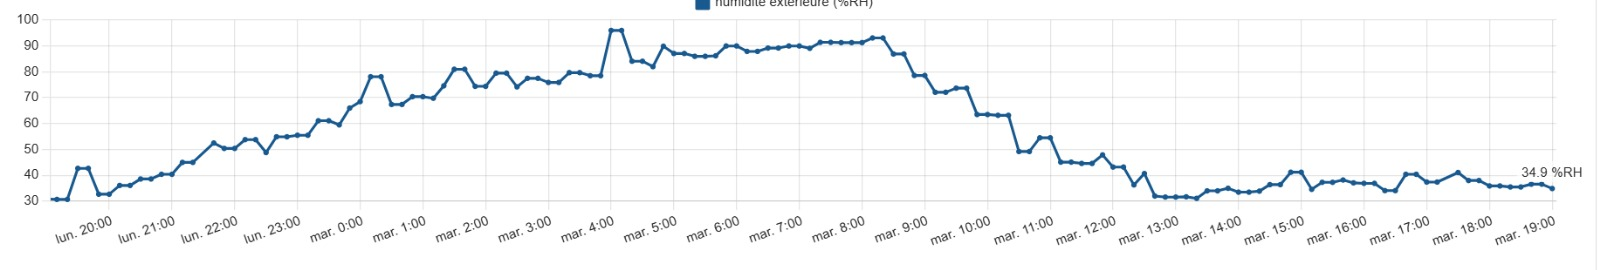 humidité extérieure (%RH)
100
90
80
70
60
50
40
30
34.9 %RH
lun. 20:00
lun. 21:00
lun. 22:00
lun. 23:00
mar. 0:00
mar. 1:00
mar. 2:00
mar. 3:00
mar. 4:00
mar. 5:00
mar. 6:00
mar. 7:00
mar. 8:00
mar. 9:00
mar. 10:00
mar. 11:00
mar. 12:00
mar. 13:00
mar. 14:00
mar. 15:00
mar. 16:00
mar. 17:00
mar. 18:00
mar. 19:00